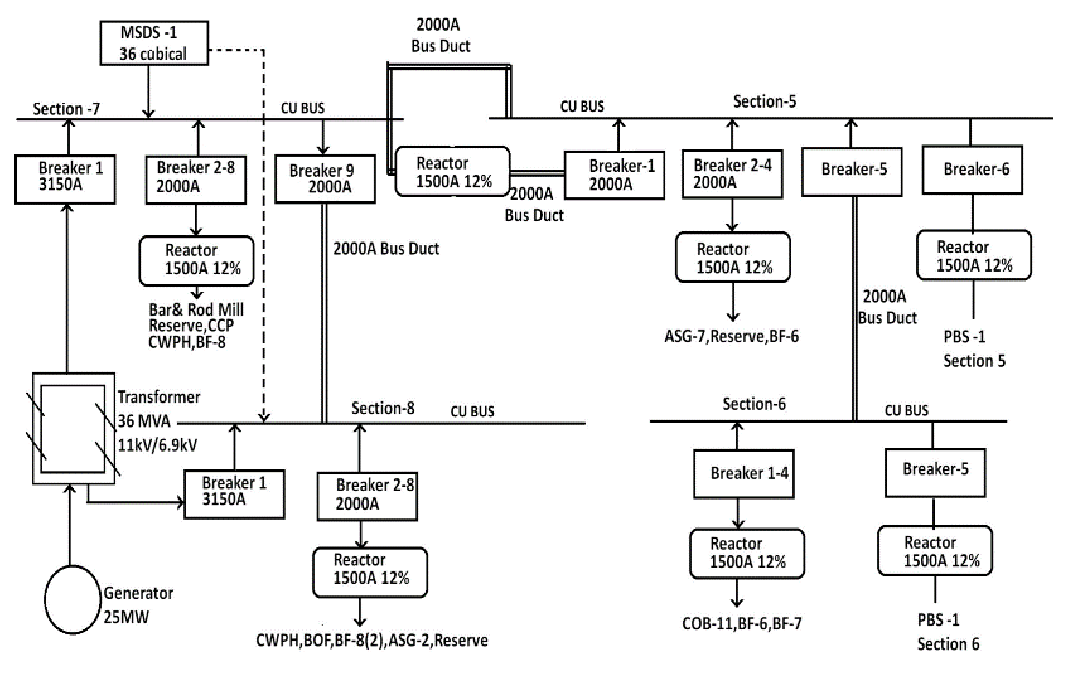 2000A
Bus Duct
MSDS -1
36 cubical
Section -7
CU BUS
CU BUS
Section-5
Breaker 1
3150A
Breaker 2-8
2000A
Breaker 9
2000A
Reactor
1500A 12%
2000A
Bus Duct
Breaker-1
2000A
Breaker 2-4
2000A
Breaker-5
Breaker-6
Reactor
1500A 12%
2000A Bus Duct
Reactor
1500A 12%
Reactor
1500A 12%
Bar& Rod Mill
Reserve,CCP
CWPH,BF-8
2000A
Bus Duct
ASG-7,Reserve,BF-6
PBS -1
Section 5
Transformer
36 MVA
11kV/6.9kV
Section-8
CU BUS
Section-6
CU BUS
Breaker 1
3150A
Breaker 2-8
2000A
Breaker 1-4
Breaker-5
Reactor
1500A 12%
Reactor
1500A 12%
Reactor
1500A 12%
Generator
25MW
CWPH,BOF,BF-8(2),ASG-2,Reserve
COB-11,BF-6,BF-7
PBS -1
Section 6